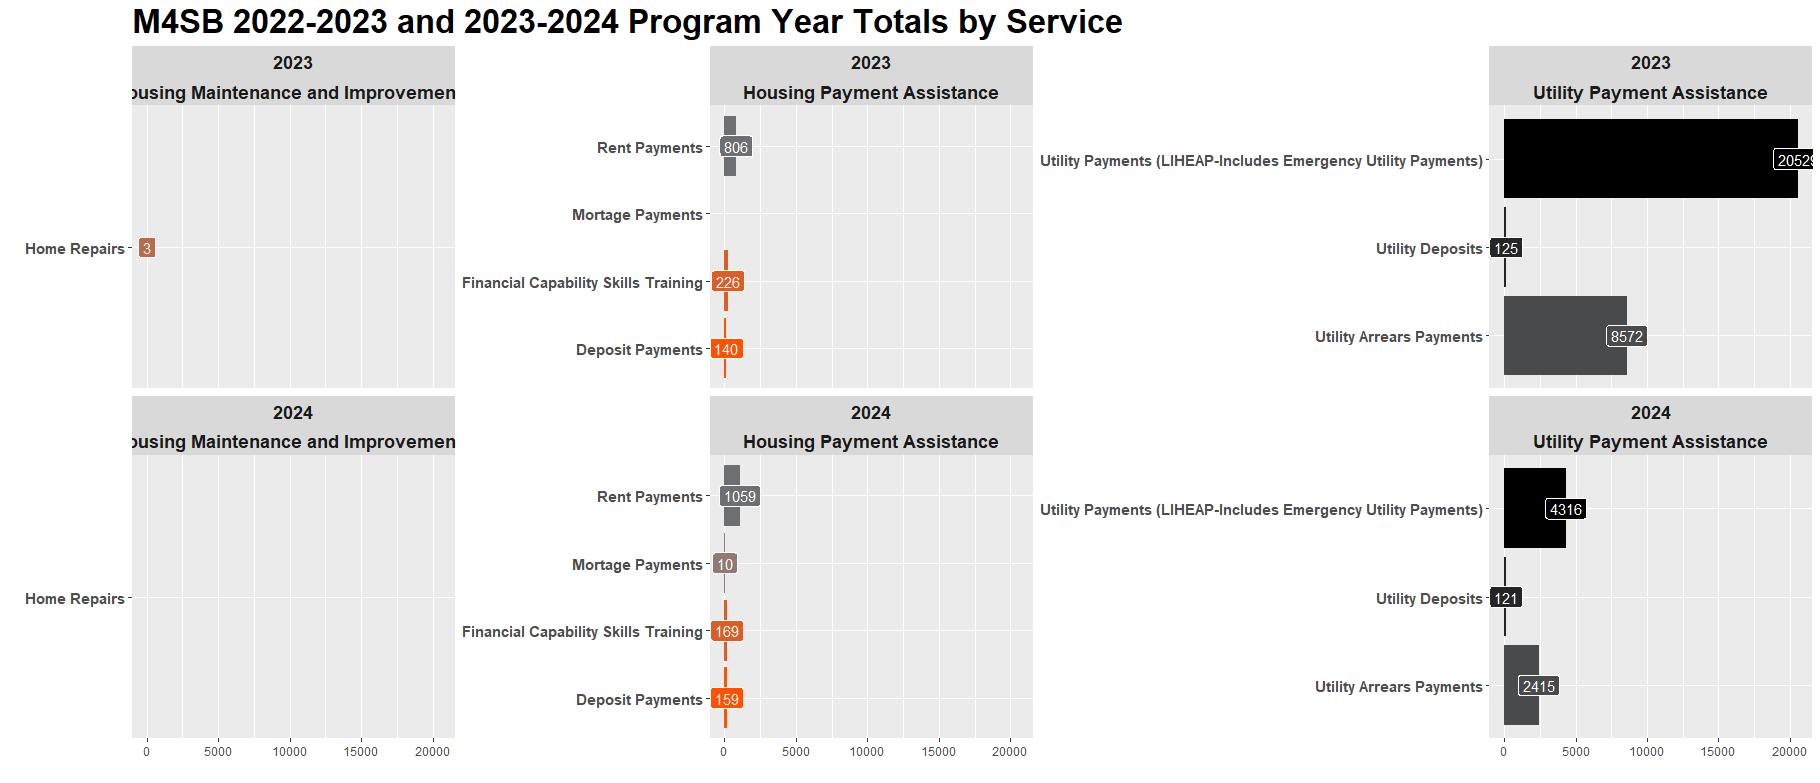 M4SB 2022-2023 and 2023-2024 Program Year Totals by Service
2023
ousing Maintenance and Improvemen
Home Repairs
3
2023
Housing Payment Assistance
Rent Payments
806
Mortage Payments
Financial Capability Skills Training
226
Deposit Payments
140
2023
Utility Payment Assistance
Utility Payments (LIHEAP-Includes Emergency Utility Payments)
20529
Utility Deposits
125
Utility Arrears Payments
8572
2024
ousing Maintenance and Improvemen
Home Repairs
0 5000 10000 15000 20000
2024
Housing Payment Assistance
Rent Payments
1059
Mortage Payments
10
Financial Capability Skills Training
169
Deposit Payments
159
0 5000 10000 15000 20000
2024
Utility Payment Assistance
Utility Payments (LIHEAP-Includes Emergency Utility Payments)
4316
Utility Deposits
121
Utility Arrears Payments
2415
0 5000 10000 15000 20000